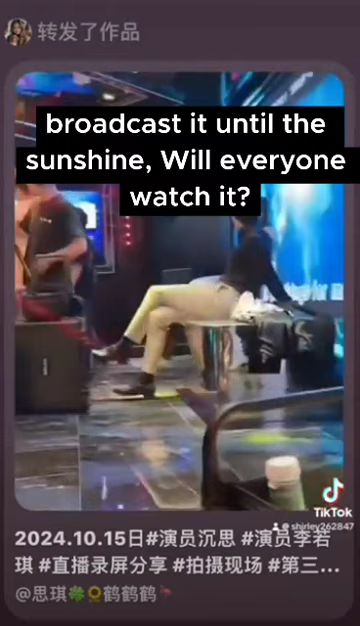 转发了作品
broadcast it until the
sunshine, Will everyone
watch it?
TikTok
@shirley262847
2024.10.15日#演员沉思 #演员李若
琪 #直播录屏分享 #拍摄现场 #第三...
@思琪🍀🌻鹤鹤鹤🦩